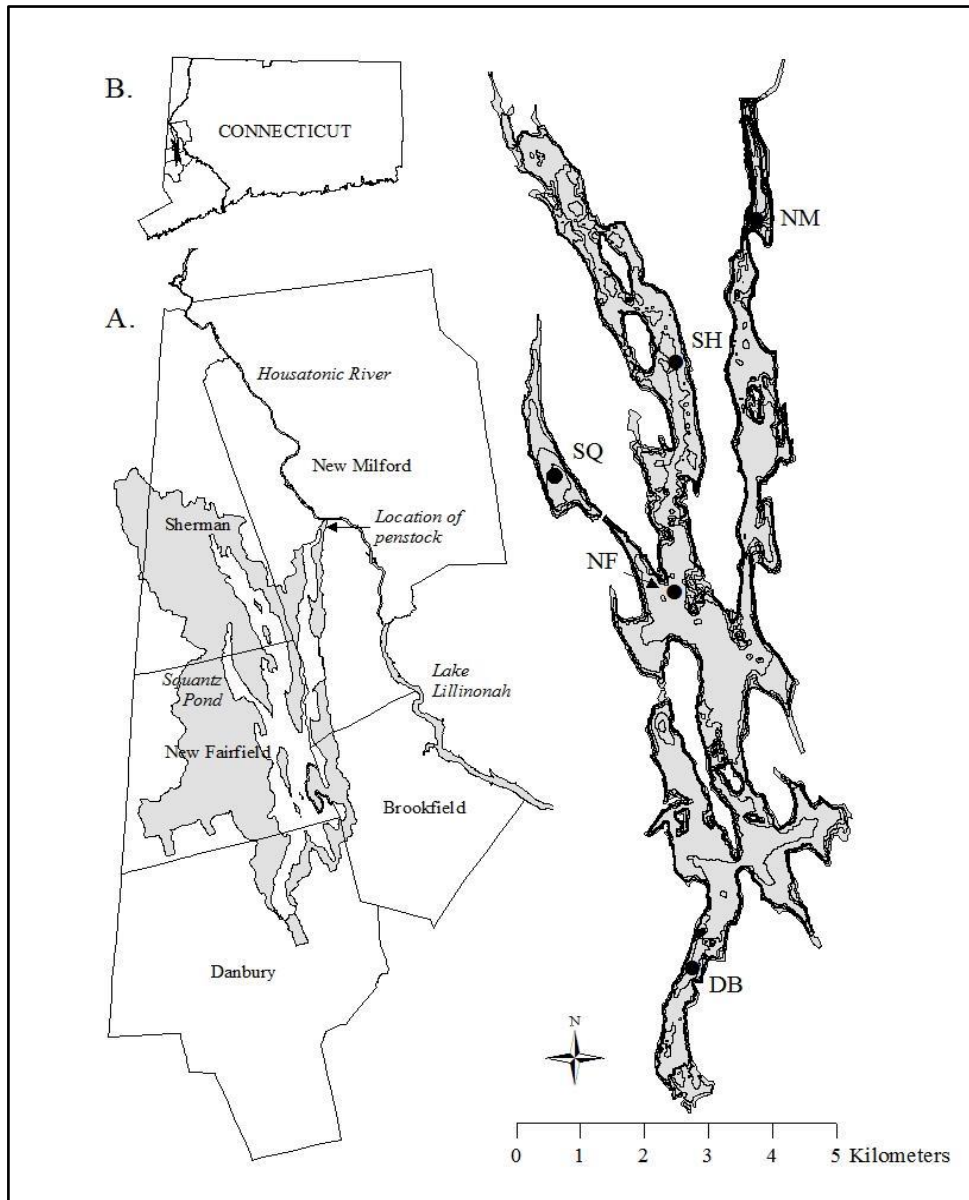 B.
CONNECTICUT
A.
Housatonic River
New Milford
Sherman
Location of
penstock
Squantz
Pond
Lake
Lillinonah
New Fairfield
Brookfield
Danbury
NM
SH
SQ
NF
DB
N
0 1 2 3 4 5 Kilometers